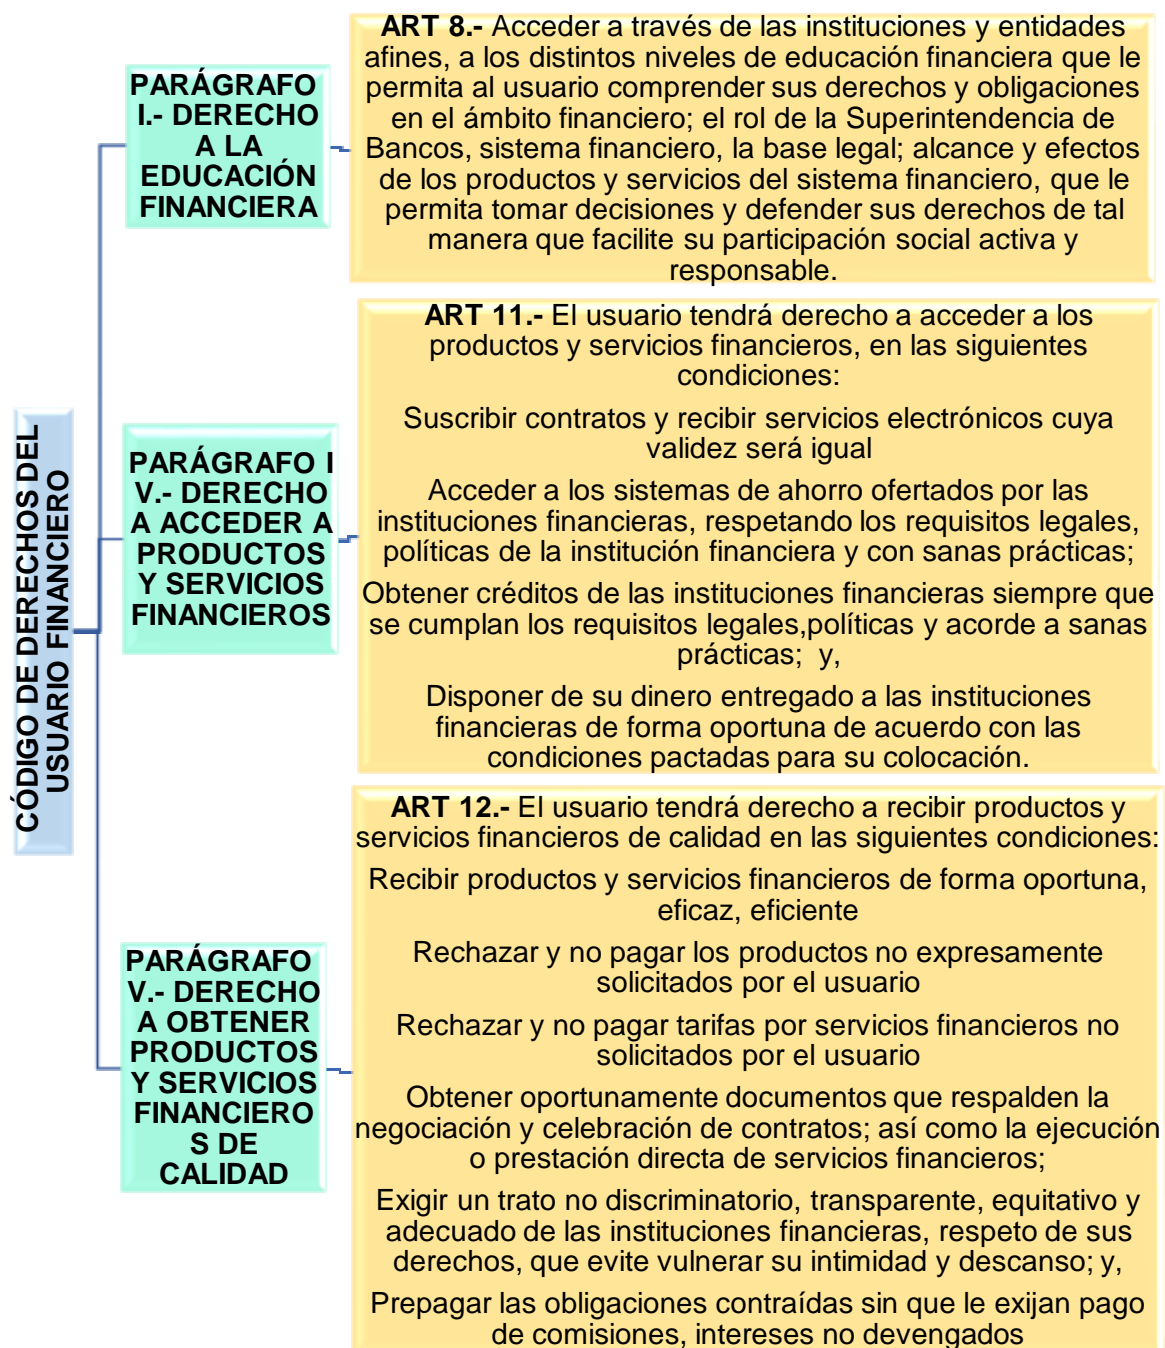 CÓDIGO DE DERECHOS DEL
USUARIO FINANCIERO
PARÁGRAFO
I.- DERECHO
A LA
EDUCACIÓN
FINANCIERA
ART 8.- Acceder a través de las instituciones y entidades
afines, a los distintos niveles de educación financiera que le
permita al usuario comprender sus derechos y obligaciones
en el ámbito financiero; el rol de la Superintendencia de
Bancos, sistema financiero, la base legal; alcance y efectos
de los productos y servicios del sistema financiero, que le
permita tomar decisiones y defender sus derechos de tal
manera que facilite su participación social activa y
responsable.
PARÁGRAFO I
V.- DERECHO
A ACCEDER A
PRODUCTOS
Y SERVICIOS
FINANCIEROS
ART 11.- El usuario tendrá derecho a acceder a los
productos y servicios financieros, en las siguientes
condiciones:
Suscribir contratos y recibir servicios electrónicos cuya
validez será igual
Acceder a los sistemas de ahorro ofertados por las
instituciones financieras, respetando los requisitos legales,
políticas de la institución financiera y con sanas prácticas;
Obtener créditos de las instituciones financieras siempre que
se cumplan los requisitos legales,políticas y acorde a sanas
prácticas; y,
Disponer de su dinero entregado a las instituciones
financieras de forma oportuna de acuerdo con las
condiciones pactadas para su colocación.
PARÁGRAFO
V.- DERECHO
A OBTENER
PRODUCTOS
Y SERVICIOS
FINANCIERO
S DE
CALIDAD
ART 12.- El usuario tendrá derecho a recibir productos y
servicios financieros de calidad en las siguientes condiciones:
Recibir productos y servicios financieros de forma oportuna,
eficaz, eficiente
Rechazar y no pagar los productos no expresamente
solicitados por el usuario
Rechazar y no pagar tarifas por servicios financieros no
solicitados por el usuario
Obtener oportunamente documentos que respalden la
negociación y celebración de contratos; así como la ejecución
o prestación directa de servicios financieros;
Exigir un trato no discriminatorio, transparente, equitativo y
adecuado de las instituciones financieras, respeto de sus
derechos, que evite vulnerar su intimidad y descanso; y,
Prepagar las obligaciones contraídas sin que le exijan pago
de comisiones, intereses no devengados